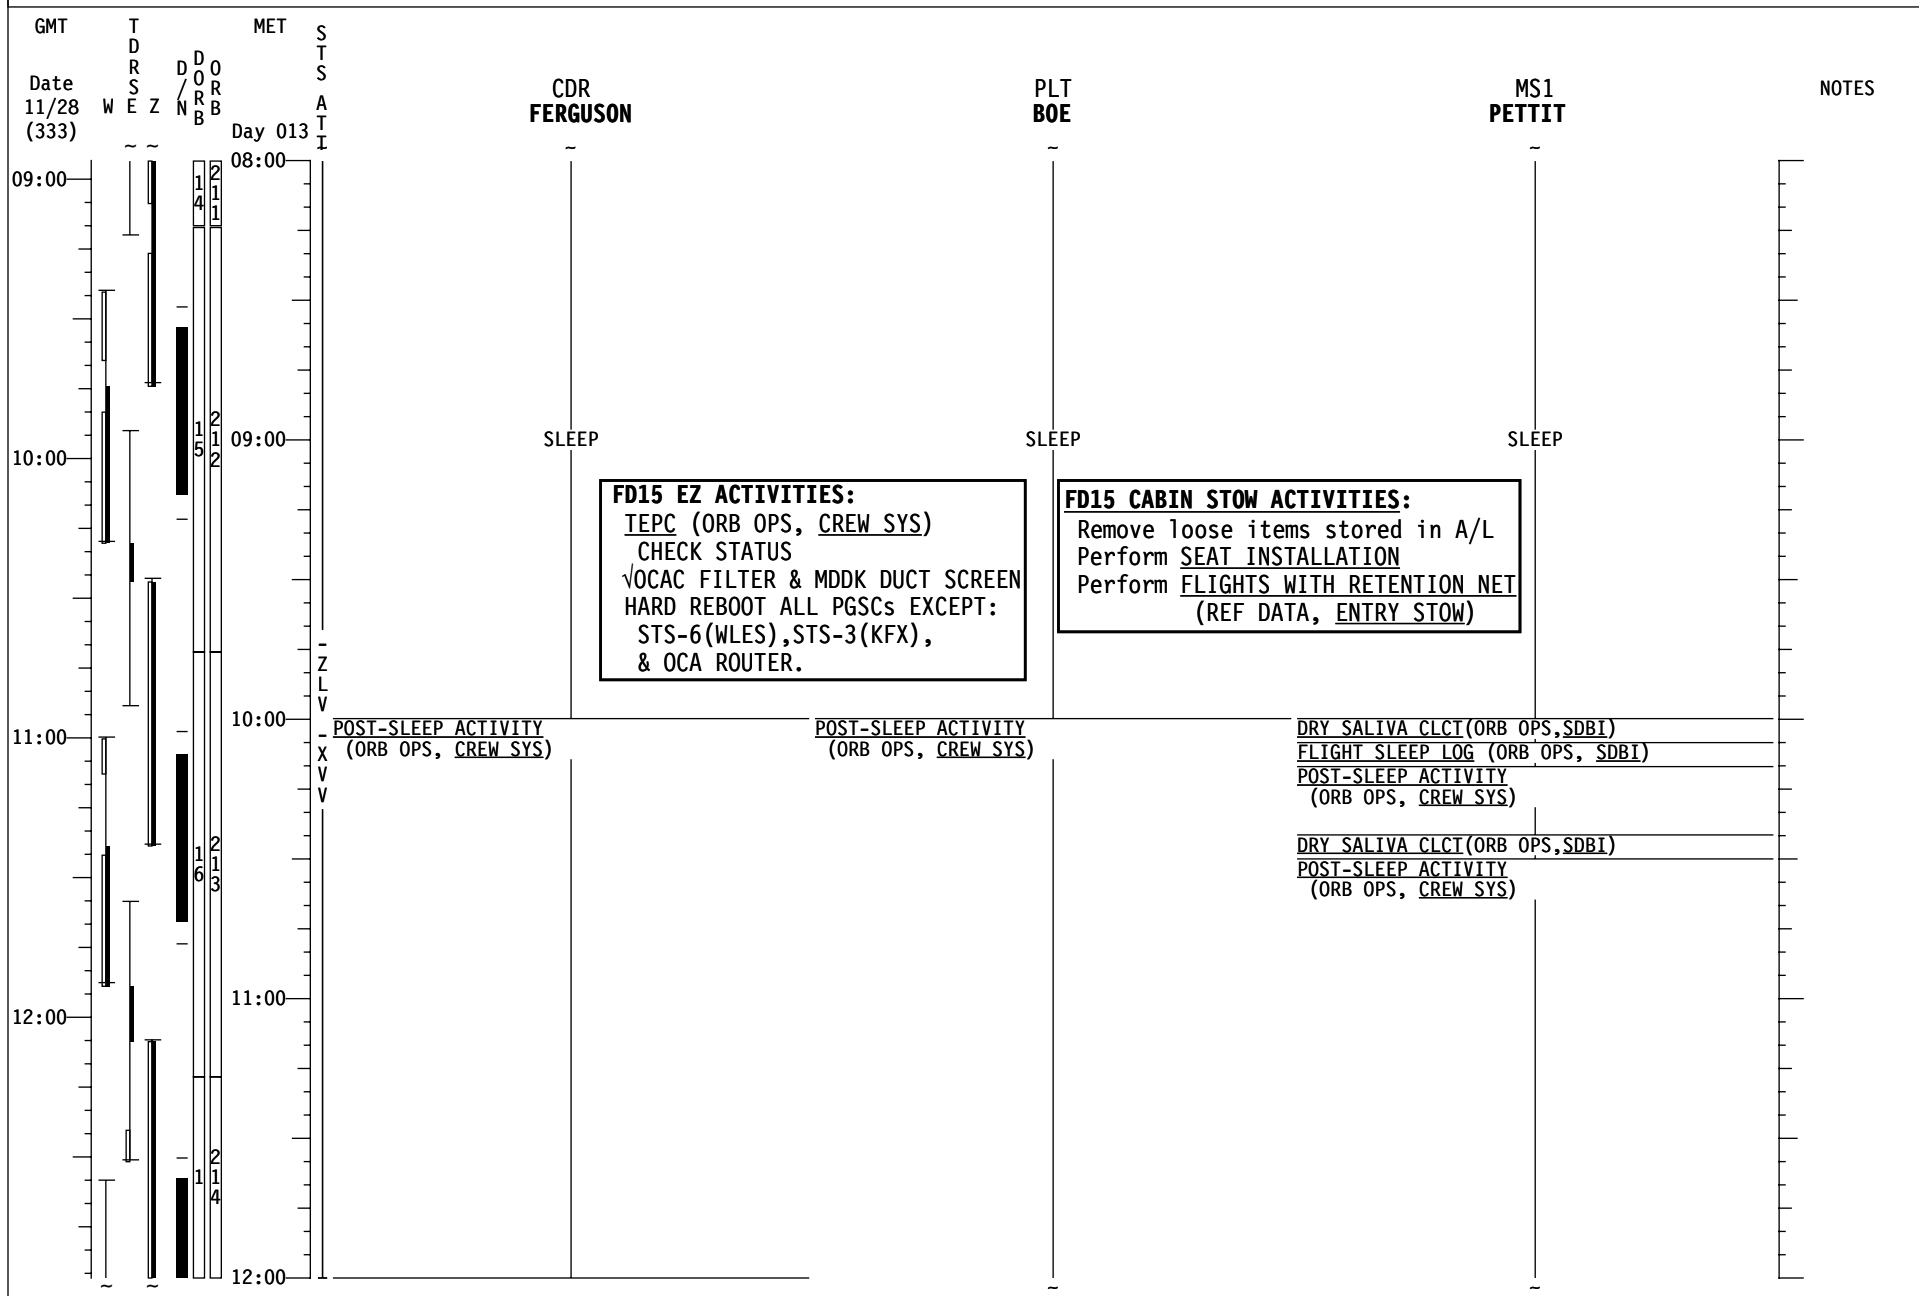 GMT
TDRS
MET
STS ATT
Date
11/28
(333)
W E Z
D/N
DORB
ORB
Day 013
CDR
FERGUSON
PLT
BOE
MS1
PETTIT
NOTES
~ ~ ~ ~ ~
08:00
09:00
14
211
09:00
SLEEP
SLEEP
SLEEP
15
212
10:00
FD15 EZ ACTIVITIES:
TEPC (ORB OPS, CREW SYS)
CHECK STATUS
√OCAC FILTER & MDDK DUCT SCREEN
HARD REBOOT ALL PGSCs EXCEPT:
STS-6(WLES),STS-3(KFX),
& OCA ROUTER.
FD15 CABIN STOW ACTIVITIES:
Remove loose items stored in A/L
Perform SEAT INSTALLATION
Perform FLIGHTS WITH RETENTION NET
(REF DATA, ENTRY STOW)
-ZLV
-XVV
10:00
11:00
POST-SLEEP ACTIVITY
(ORB OPS, CREW SYS)
POST-SLEEP ACTIVITY
(ORB OPS, CREW SYS)
DRY SALIVA CLCT(ORB OPS,SDBI)
FLIGHT SLEEP LOG (ORB OPS, SDBI)
POST-SLEEP ACTIVITY
(ORB OPS, CREW SYS)
DRY SALIVA CLCT(ORB OPS,SDBI)
POST-SLEEP ACTIVITY
(ORB OPS, CREW SYS)
16
213
11:00
12:00
1
214
12:00
~ ~ ~ ~